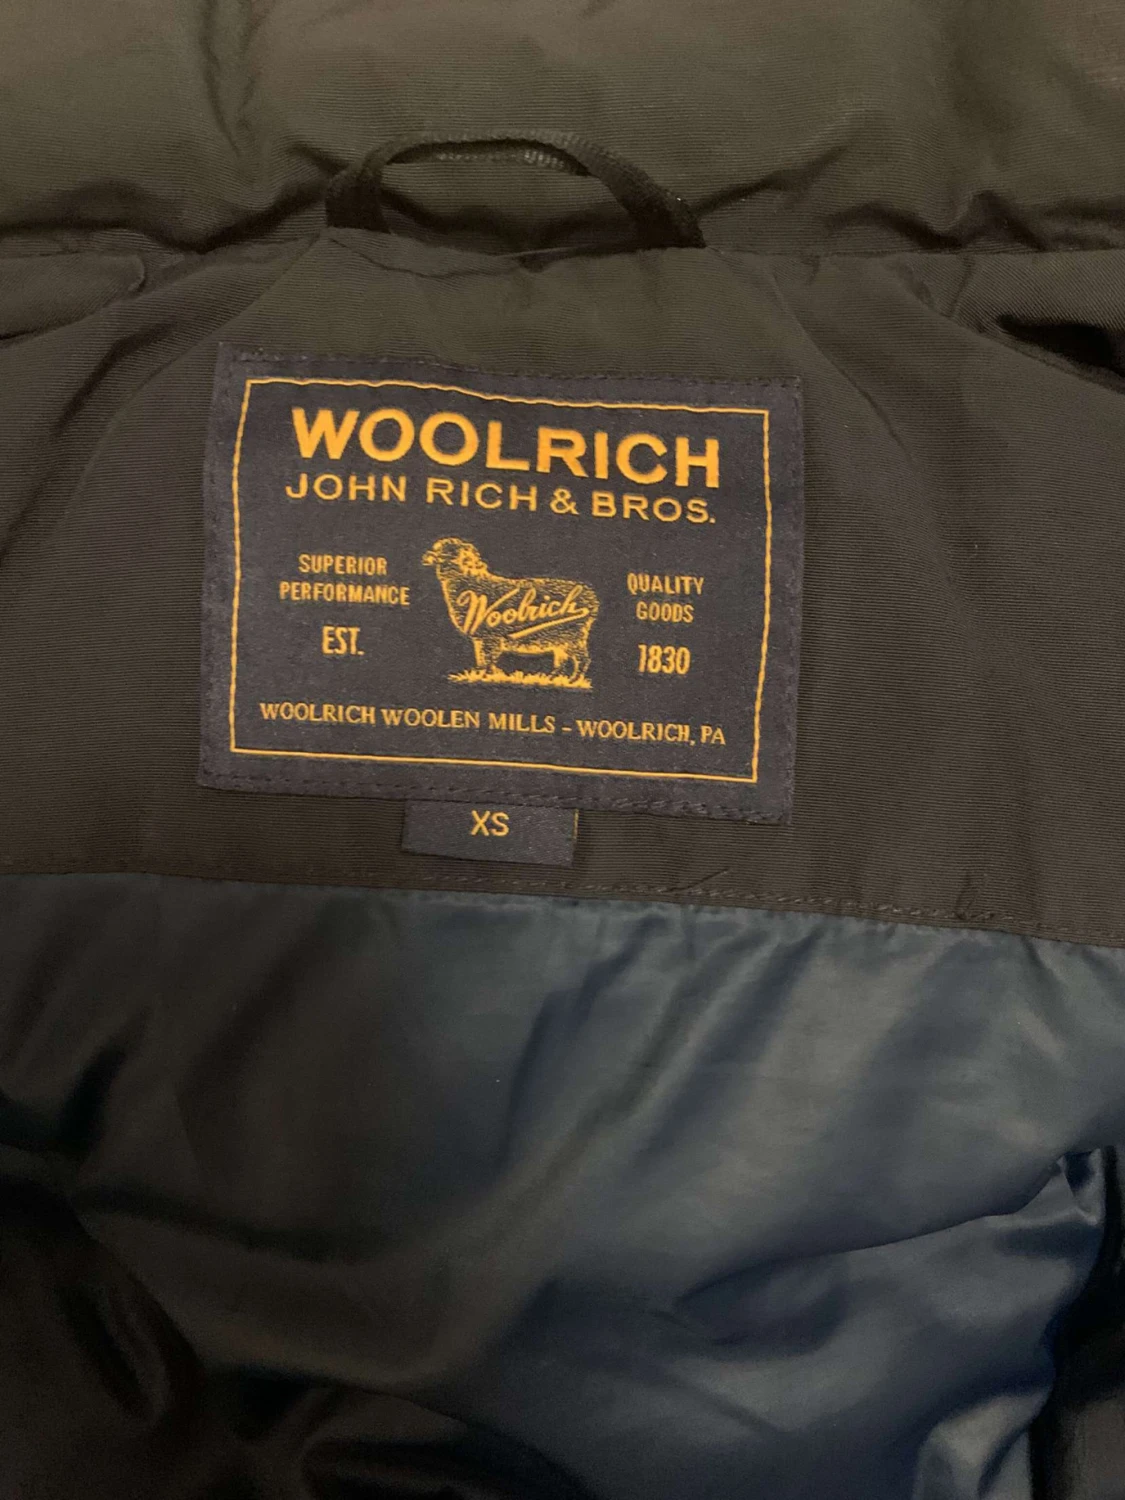 WOOLRICH
JOHN RICH & BROS.
SUPERIOR
PERFORMANCE
EST.
Woolrich
QUALITY
GOODS
1830
WOOLRICH WOOLEN MILLS - WOOLRICH, PA
XS